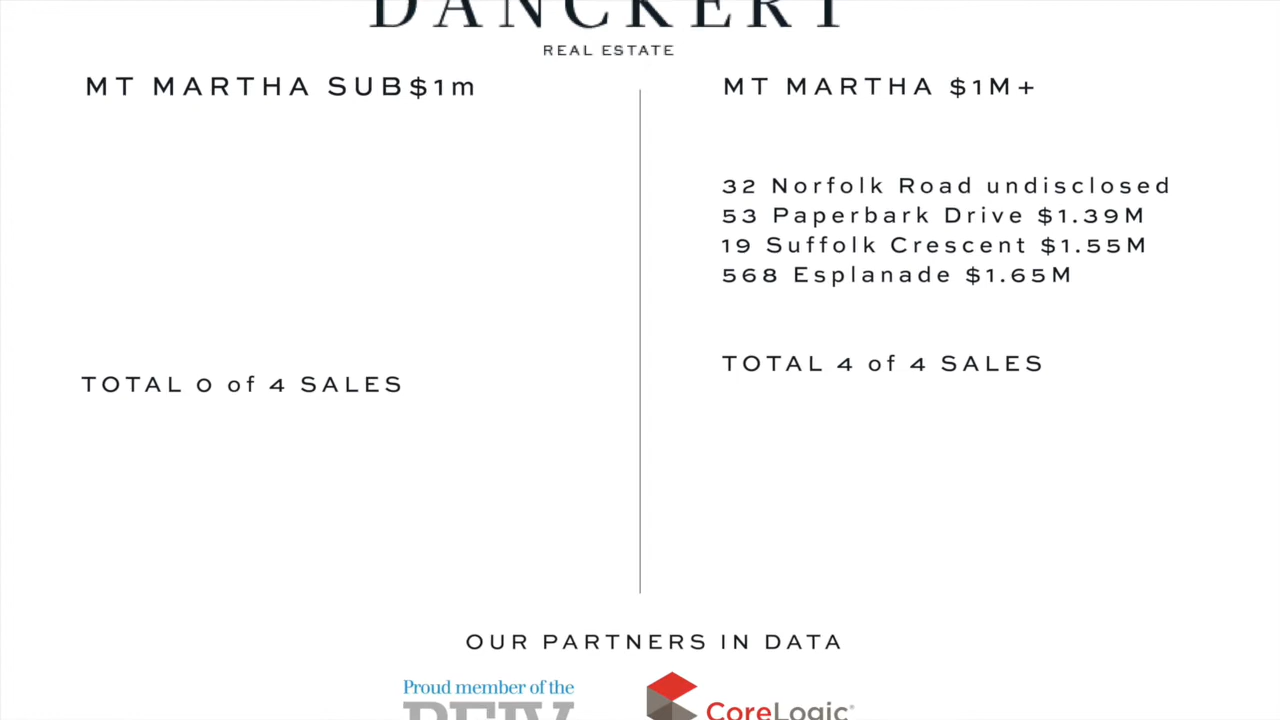 DANCKERT
REAL ESTATE
MT MARTHA SUB$1m
TOTAL 0 of 4 SALES
MT MARTHA $1M+
32 Norfolk Road undisclosed
53 Paperbark Drive $1.39M
19 Suffolk Crescent $1.55M
568 Esplanade $1.65M
TOTAL 4 of 4 SALES
OUR PARTNERS IN DATA
Proud member of the
REIV
CoreLogic®